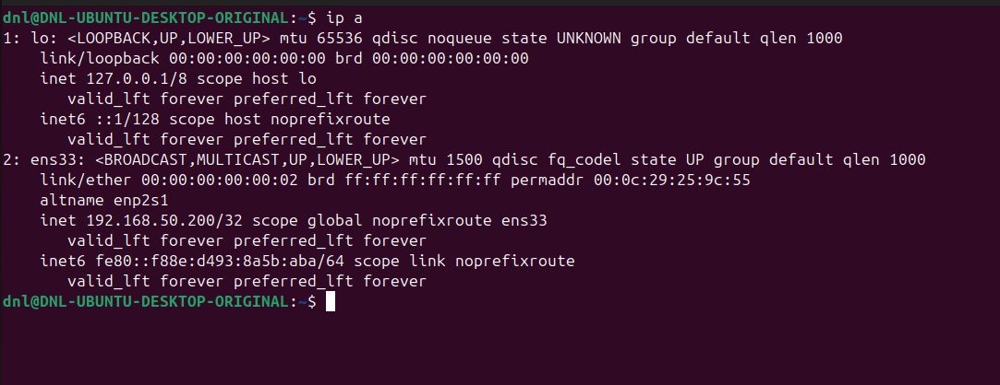 dnl@DNL-UBUNTU-DESKTOP-ORIGINAL:~$ ip a
1: lo: <LOOPBACK,UP,LOWER_UP> mtu 65536 qdisc noqueue state UNKNOWN group default qlen 1000
    link/loopback 00:00:00:00:00:00 brd 00:00:00:00:00:00
    inet 127.0.0.1/8 scope host lo
       valid_lft forever preferred_lft forever
    inet6 ::1/128 scope host noprefixroute
       valid_lft forever preferred_lft forever
2: ens33: <BROADCAST,MULTICAST,UP,LOWER_UP> mtu 1500 qdisc fq_codel state UP group default qlen 1000
    link/ether 00:00:00:00:00:02 brd ff:ff:ff:ff:ff:ff permaddr 00:0c:29:25:9c:55
    altname enp2s1
    inet 192.168.50.200/32 scope global noprefixroute ens33
       valid_lft forever preferred_lft forever
    inet6 fe80::f88e:d493:8a5b:aba/64 scope link noprefixroute
       valid_lft forever preferred_lft forever
dnl@DNL-UBUNTU-DESKTOP-ORIGINAL:~$